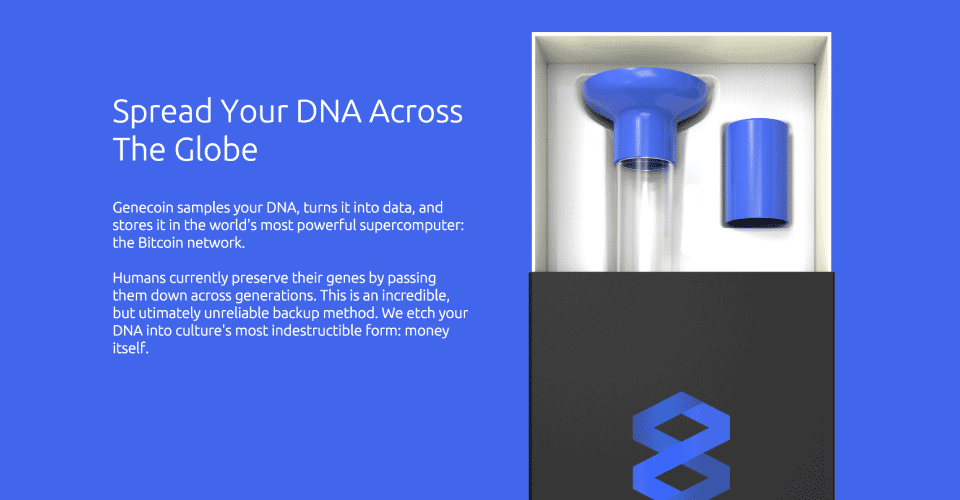 Spread Your DNA Across
The Globe
Genecoin samples your DNA, turns it into data, and
stores it in the world's most powerful supercomputer:
the Bitcoin network.
Humans currently preserve their genes by passing
them down across generations. This is an incredible,
but utimately unreliable backup method. We etch your
DNA into culture's most indestructible form: money
itself.